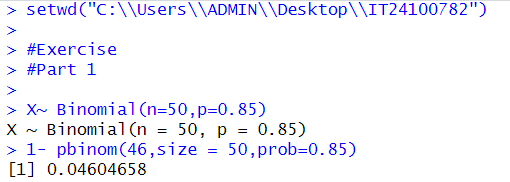 > setwd("C:\\Users\\ADMIN\\Desktop\\IT24100782")
>
> #Exercise
> #Part 1
>
> X~ Binomial(n=50,p=0.85)
X ~ Binomial(n = 50, p = 0.85)
> 1- pbinom(46,size = 50,prob=0.85)
[1] 0.04604658